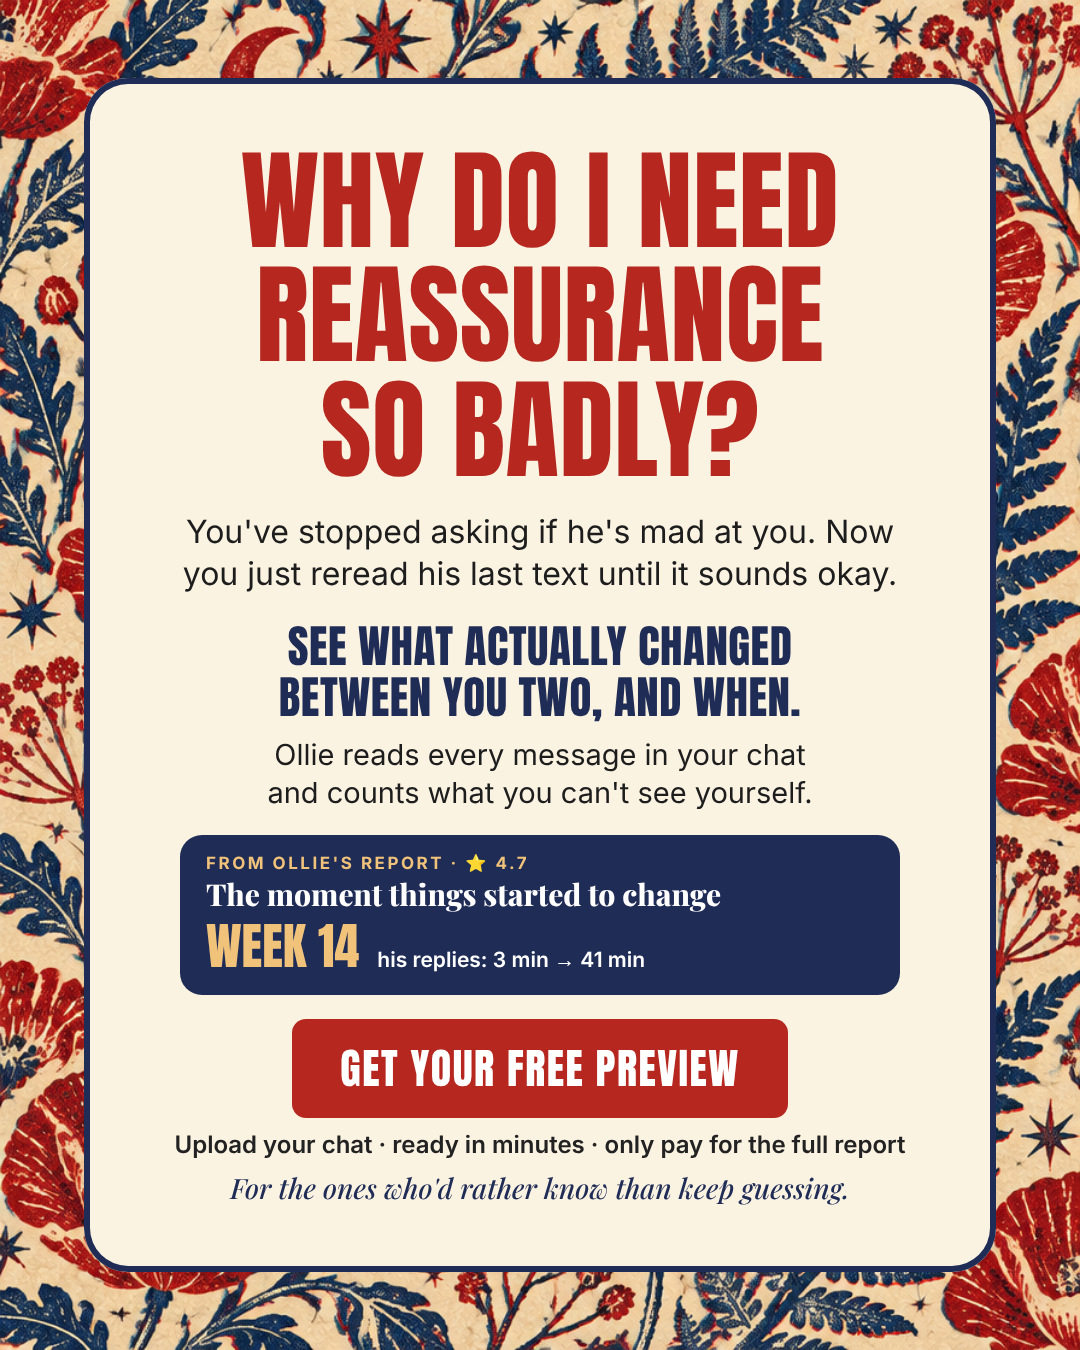 WHY DO I NEED
REASSURANCE
SO BADLY?
You've stopped asking if he's mad at you. Now
you just reread his last text until it sounds okay.
SEE WHAT ACTUALLY CHANGED
BETWEEN YOU TWO, AND WHEN.
Ollie reads every message in your chat
and counts what you can't see yourself.
FROM OLLIE'S REPORT · ⭐ 4.7
The moment things started to change
WEEK 14 his replies: 3 min → 41 min
GET YOUR FREE PREVIEW
Upload your chat · ready in minutes · only pay for the full report
For the ones who'd rather know than keep guessing.